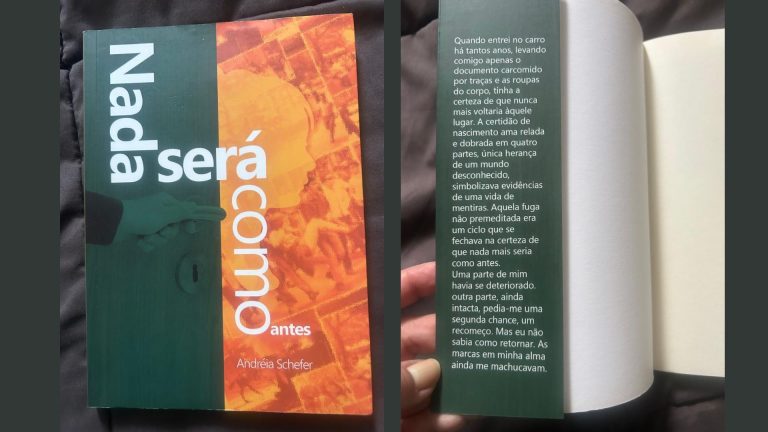 Nada
será
como
antes
Andréia Schefer
Quando entrei no carro
há tantos anos, levando
comigo apenas o
documento carcomido
por traças e as roupas
do corpo, tinha a
certeza de que nunca
mais voltaria àquele
lugar. A certidão de
nascimento ama relada
e dobrada em quatro
partes, única herança
de um mundo
desconhecido,
simbolizava evidências
de uma vida de
mentiras. Aquela fuga
não premeditada era
um ciclo que se
fechava na certeza de
que nada mais seria
como antes.
Uma parte de mim
havia se deteriorado.
outra parte, ainda
intacta, pedia-me uma
segunda chance, um
recomeço. Mas eu não
sabia como retornar. As
marcas em minha alma
ainda me machucavam.